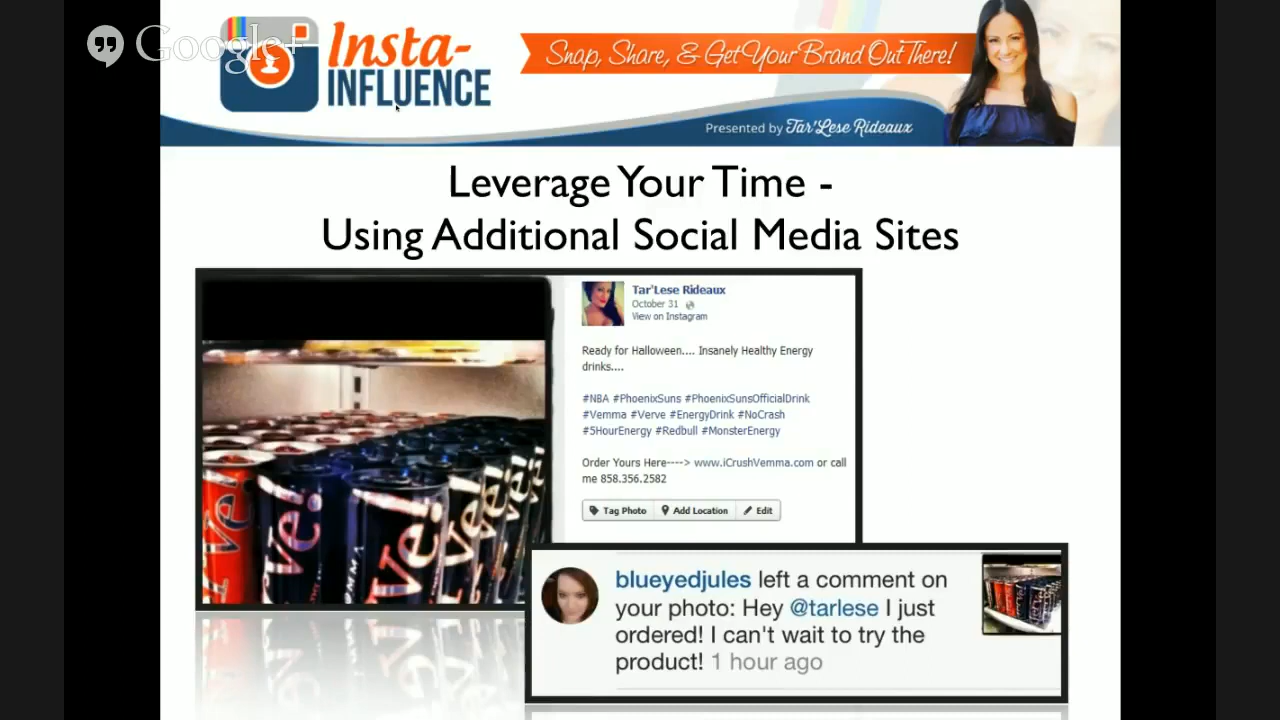 Google+
Insta-
INFLUENCE
Snap, Share, & Get Your Brand Out There!
Presented by Tar'Lese Rideaux
Leverage Your Time -
Using Additional Social Media Sites
Tar'Lese Rideaux
October 31
View on Instagram
Ready for Halloween.... Insanely Healthy Energy
drinks....
#NBA #PhoenixSuns #PhoenixSunsOfficialDrink
#Vemma #Verve #EnergyDrink #NoCrash
#5HourEnergy #Redbull #MonsterEnergy
Order Yours Here----> www.iCrushVemma.com or call
me 858.356.2582
Tag Photo Add Location Edit
blueyedjules left a comment on
your photo: Hey @tarlese I just
ordered! I can't wait to try the
product! 1 hour ago